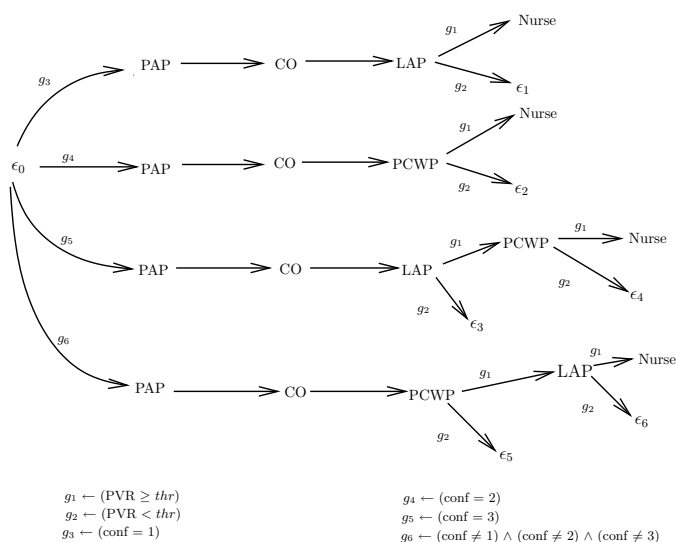 g₁ Nurse
g₃ PAP CO LAP
g₂ ϵ₁
g₁ Nurse
ϵ₀ g₄ PAP CO PCWP
g₂ ϵ₂
g₅ g₁ PCWP g₁ Nurse
PAP CO LAP
g₂ ϵ₃ g₂ ϵ₄
g₆ g₁ LAP g₁ Nurse
PAP CO PCWP
g₂ ϵ₅ g₂ ϵ₆
g₁ ← (PVR ≥ thr)
g₂ ← (PVR < thr)
g₃ ← (conf = 1)
g₄ ← (conf = 2)
g₅ ← (conf = 3)
g₆ ← (conf ≠ 1) ∧ (conf ≠ 2) ∧ (conf ≠ 3)